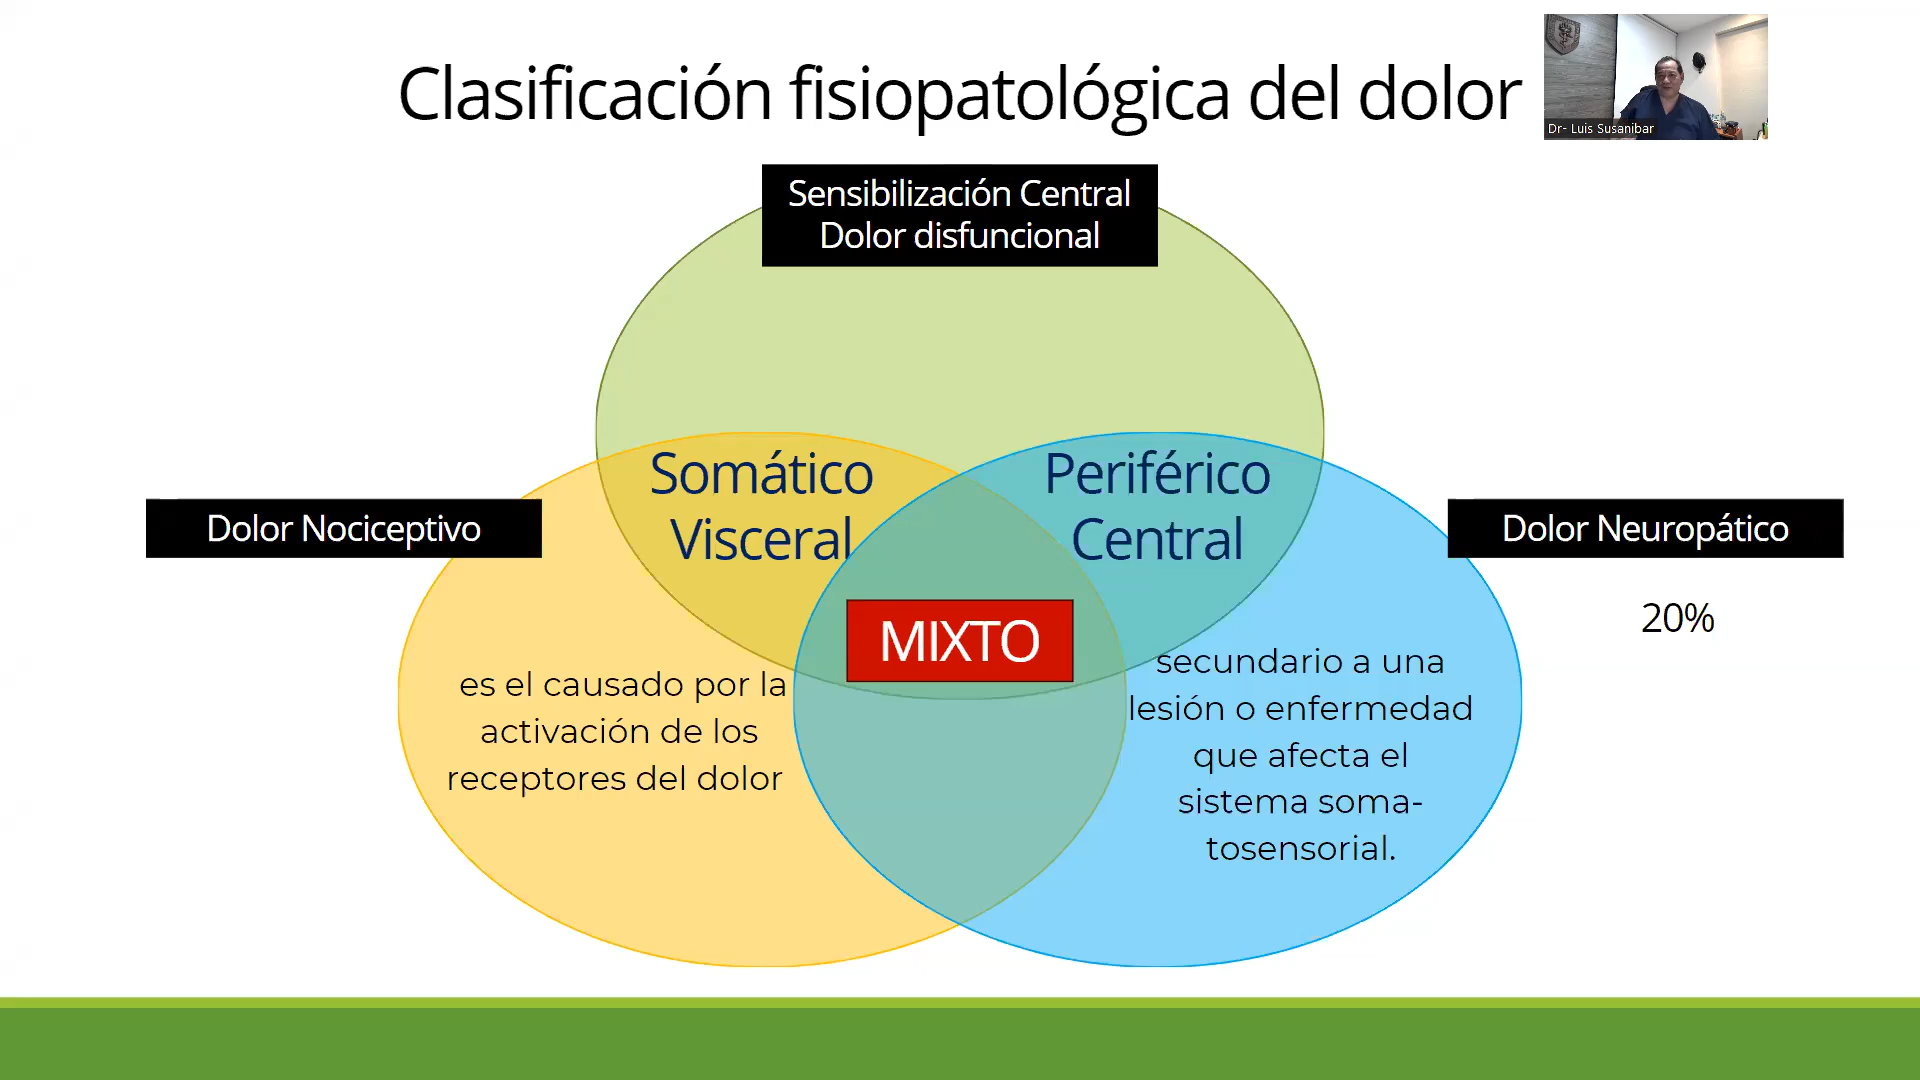 Clasificación fisiopatológica del dolor
Dr- Luis Susanibar
Sensibilización Central
Dolor disfuncional
Somático
Visceral
Periférico
Central
Dolor Nociceptivo
Dolor Neuropático
20%
MIXTO
es el causado por la
activación de los
receptores del dolor
secundario a una
lesión o enfermedad
que afecta el
sistema soma-
tosensorial.